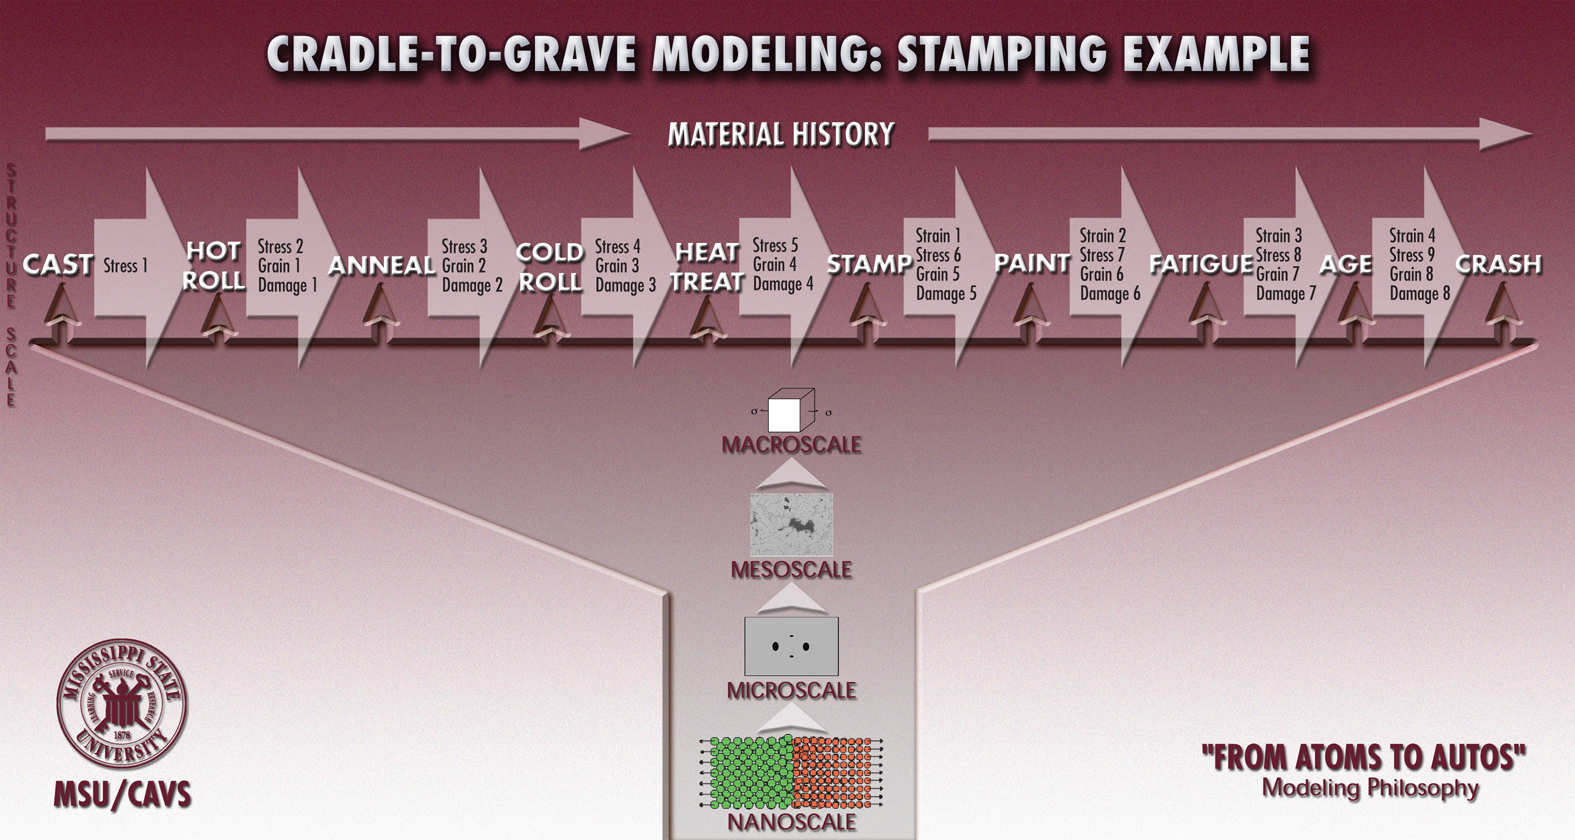 CRADLE-TO-GRAVE MODELING: STAMPING EXAMPLE
MATERIAL HISTORY
STRUCTURE SCALE
CAST
Stress 1
HOT
ROLL
Stress 2
Grain 1
Damage 1
ANNEAL
Stress 3
Grain 2
Damage 2
COLD
ROLL
Stress 4
Grain 3
Damage 3
HEAT
TREAT
Stress 5
Grain 4
Damage 4
STAMP
Strain 1
Stress 6
Grain 5
Damage 5
PAINT
Strain 2
Stress 7
Grain 6
Damage 6
FATIGUE
Strain 3
Stress 8
Grain 7
Damage 7
AGE
Strain 4
Stress 9
Grain 8
Damage 8
CRASH
σ σ
MACROSCALE
MESOSCALE
MICROSCALE
NANOSCALE
MISSISSIPPI STATE
UNIVERSITY
LEARNING SERVICE RESEARCH
1878
MSU/CAVS
"FROM ATOMS TO AUTOS"
Modeling Philosophy